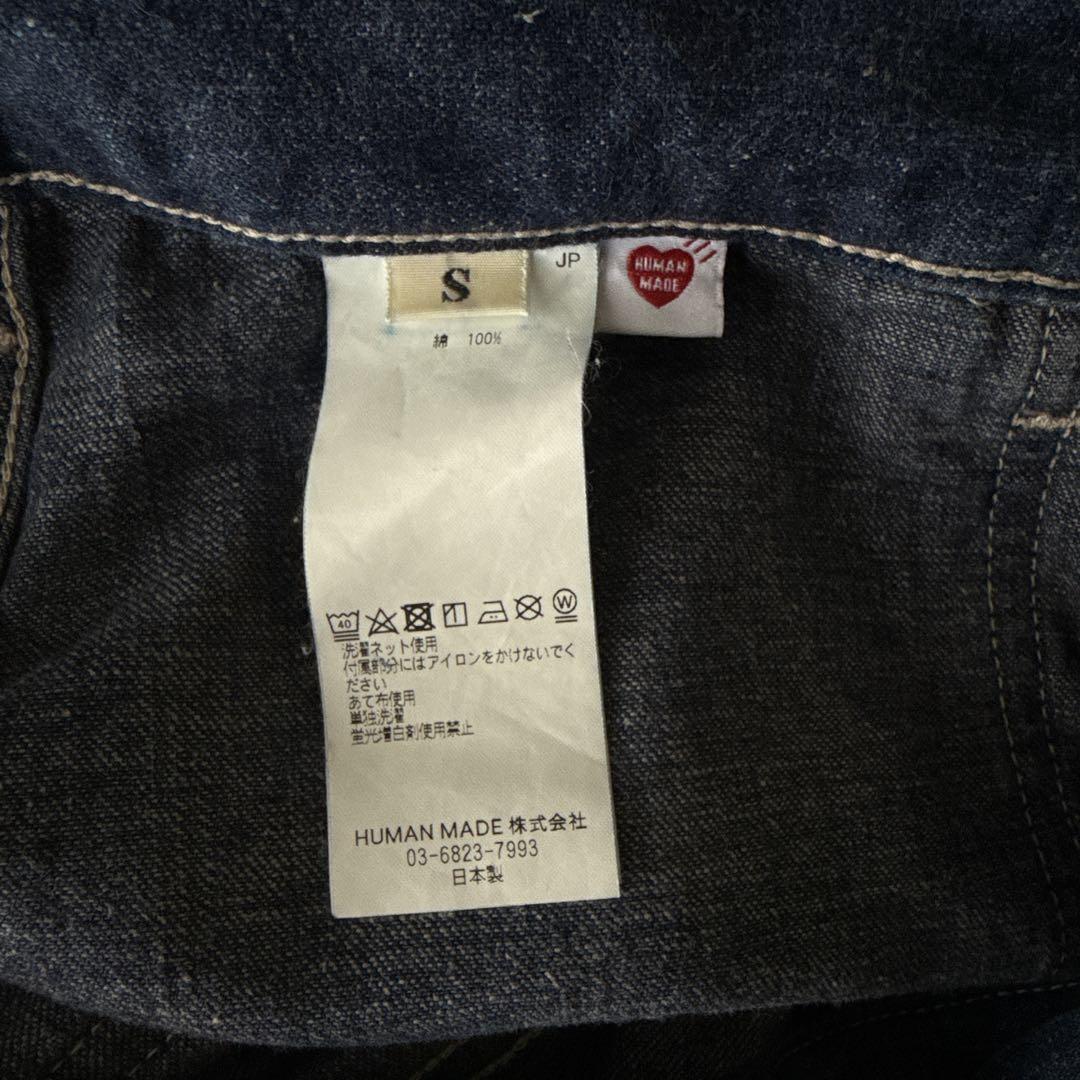 S
JP
HUMAN
MADE
綿 100%
40
W
洗濯ネット使用
付属部分にはアイロンをかけないでく
ださい
あて布使用
単独洗濯
蛍光増白剤使用禁止
HUMAN MADE 株式会社
03-6823-7993
日本製